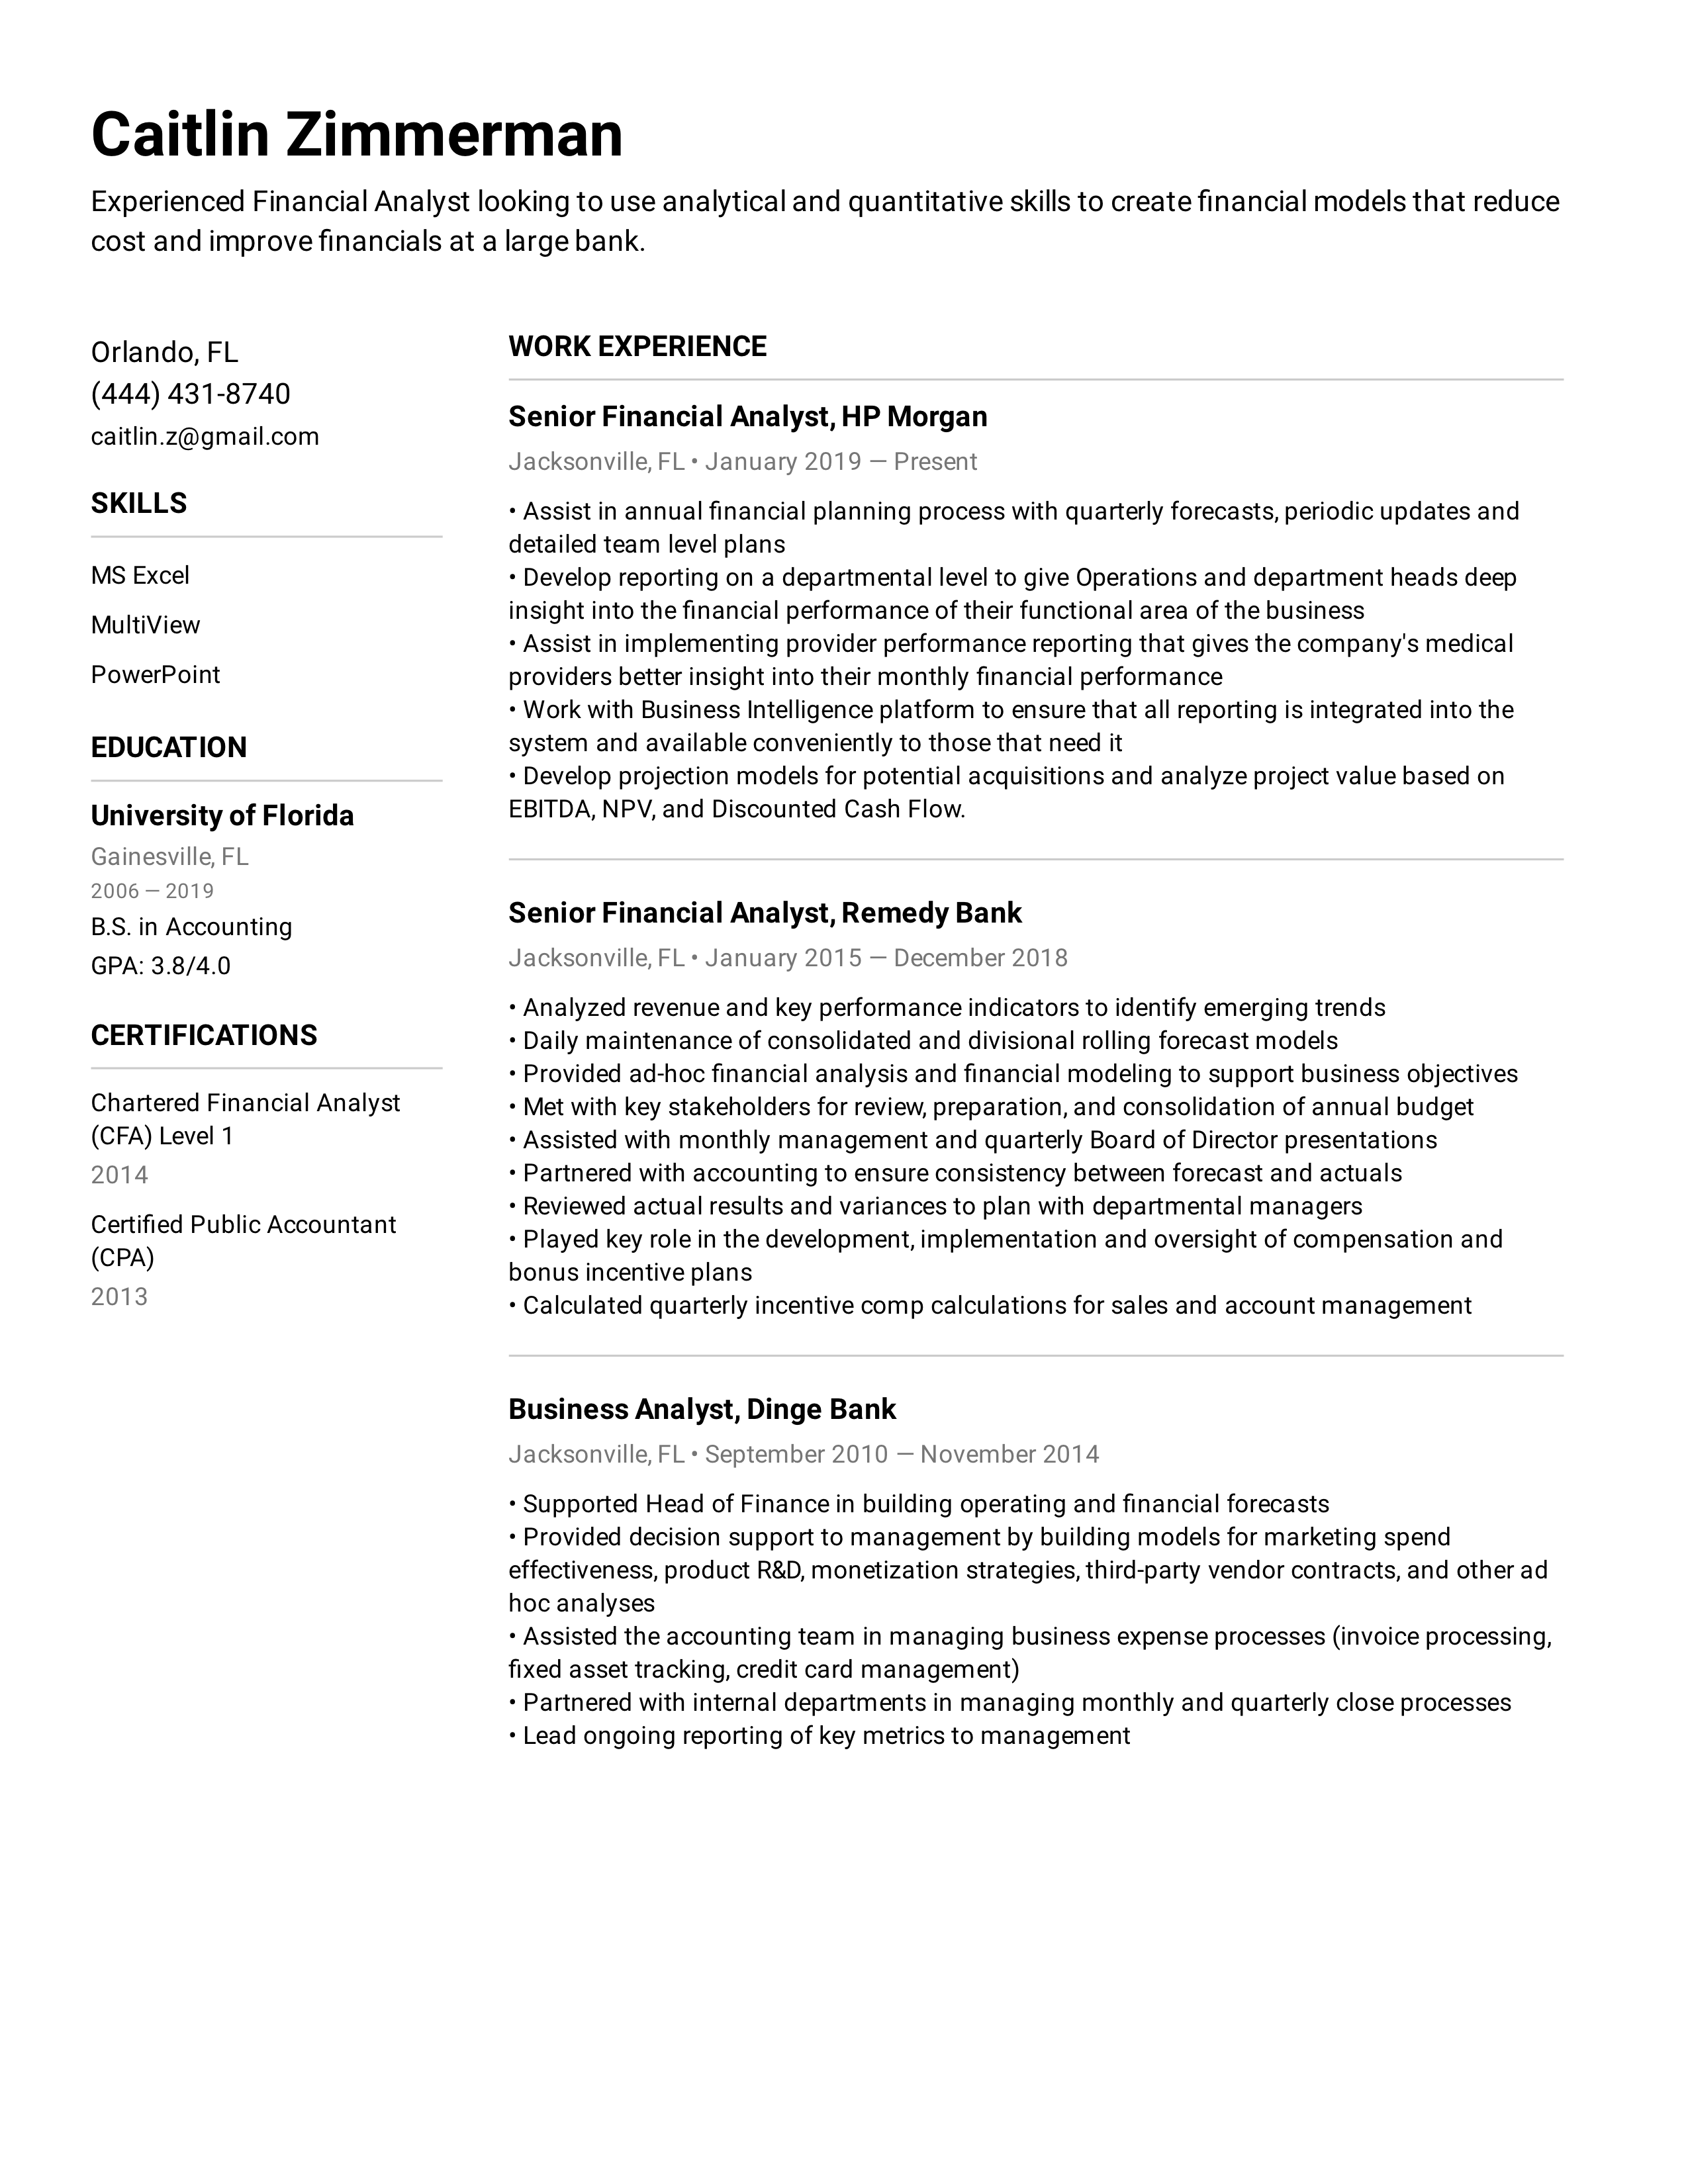 Caitlin Zimmerman
Experienced Financial Analyst looking to use analytical and quantitative skills to create financial models that reduce
cost and improve financials at a large bank.
Orlando, FL
(444) 431-8740
caitlin.z@gmail.com
SKILLS
MS Excel
MultiView
PowerPoint
EDUCATION
University of Florida
Gainesville, FL
2006 — 2019
B.S. in Accounting
GPA: 3.8/4.0
CERTIFICATIONS
Chartered Financial Analyst
(CFA) Level 1
2014
Certified Public Accountant
(CPA)
2013
WORK EXPERIENCE
Senior Financial Analyst, HP Morgan
Jacksonville, FL • January 2019 — Present
• Assist in annual financial planning process with quarterly forecasts, periodic updates and
detailed team level plans
• Develop reporting on a departmental level to give Operations and department heads deep
insight into the financial performance of their functional area of the business
• Assist in implementing provider performance reporting that gives the company's medical
providers better insight into their monthly financial performance
• Work with Business Intelligence platform to ensure that all reporting is integrated into the
system and available conveniently to those that need it
• Develop projection models for potential acquisitions and analyze project value based on
EBITDA, NPV, and Discounted Cash Flow.
Senior Financial Analyst, Remedy Bank
Jacksonville, FL • January 2015 — December 2018
• Analyzed revenue and key performance indicators to identify emerging trends
• Daily maintenance of consolidated and divisional rolling forecast models
• Provided ad-hoc financial analysis and financial modeling to support business objectives
• Met with key stakeholders for review, preparation, and consolidation of annual budget
• Assisted with monthly management and quarterly Board of Director presentations
• Partnered with accounting to ensure consistency between forecast and actuals
• Reviewed actual results and variances to plan with departmental managers
• Played key role in the development, implementation and oversight of compensation and
bonus incentive plans
• Calculated quarterly incentive comp calculations for sales and account management
Business Analyst, Dinge Bank
Jacksonville, FL • September 2010 — November 2014
• Supported Head of Finance in building operating and financial forecasts
• Provided decision support to management by building models for marketing spend
effectiveness, product R&D, monetization strategies, third-party vendor contracts, and other ad
hoc analyses
• Assisted the accounting team in managing business expense processes (invoice processing,
fixed asset tracking, credit card management)
• Partnered with internal departments in managing monthly and quarterly close processes
• Lead ongoing reporting of key metrics to management